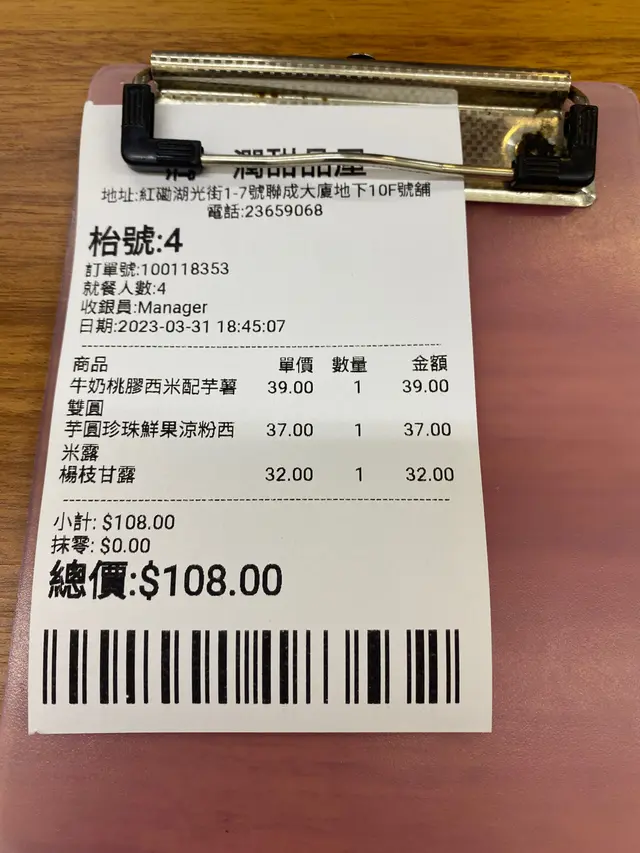 潤甜品屋
地址:紅磡湖光街1-7號聯成大廈地下10F號舖
電話:23659068
枱號:4
訂單號:100118353
就餐人數:4
收銀員:Manager
日期:2023-03-31 18:45:07
商品 單價 數量 金額
牛奶桃膠西米配芋薯 39.00 1 39.00
雙圓
芋圓珍珠鮮果涼粉西 37.00 1 37.00
米露
楊枝甘露 32.00 1 32.00
小計: $108.00
抹零: $0.00
總價:$108.00